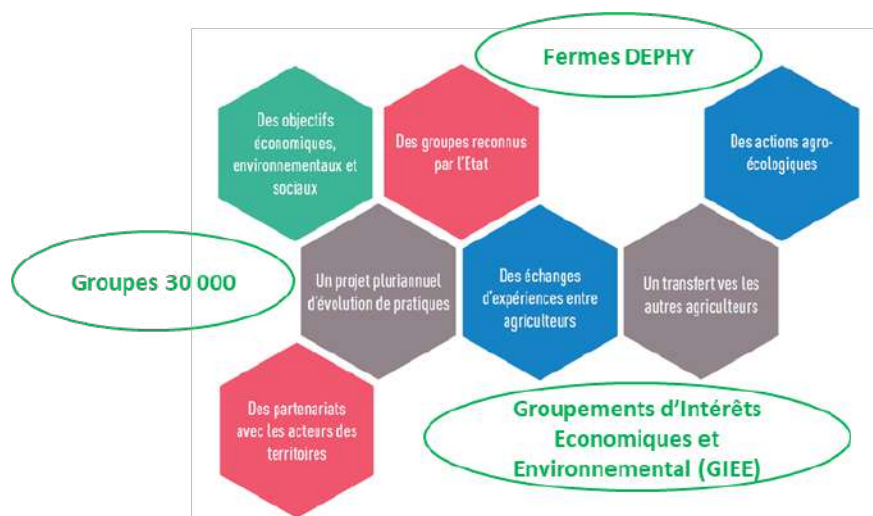 Fermes DEPHY
Des objectifs
économiques,
environnementaux et
sociaux
Des groupes reconnus
par l'Etat
Des actions agro-
écologiques
Groupes 30 000
Un projet pluriannuel
d'évolution de pratiques
Des échanges
d'expériences entre
agriculteurs
Un transfert ves les
autres agriculteurs
Des partenariats
avec les acteurs des
territoires
Groupements d'Intérêts
Economiques et
Environnemental (GIEE)